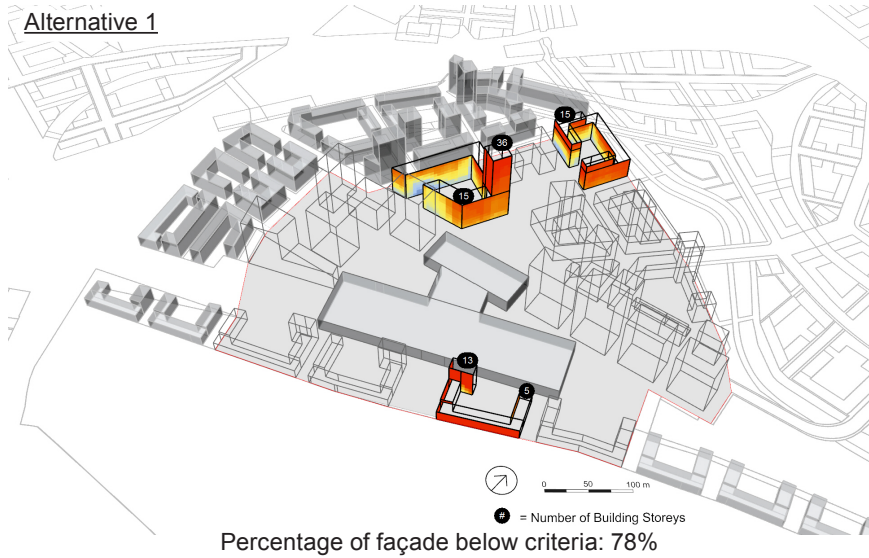 Alternative 1
15
36
15
13
5
0 50 100 m
# = Number of Building Storeys
Percentage of façade below criteria: 78%